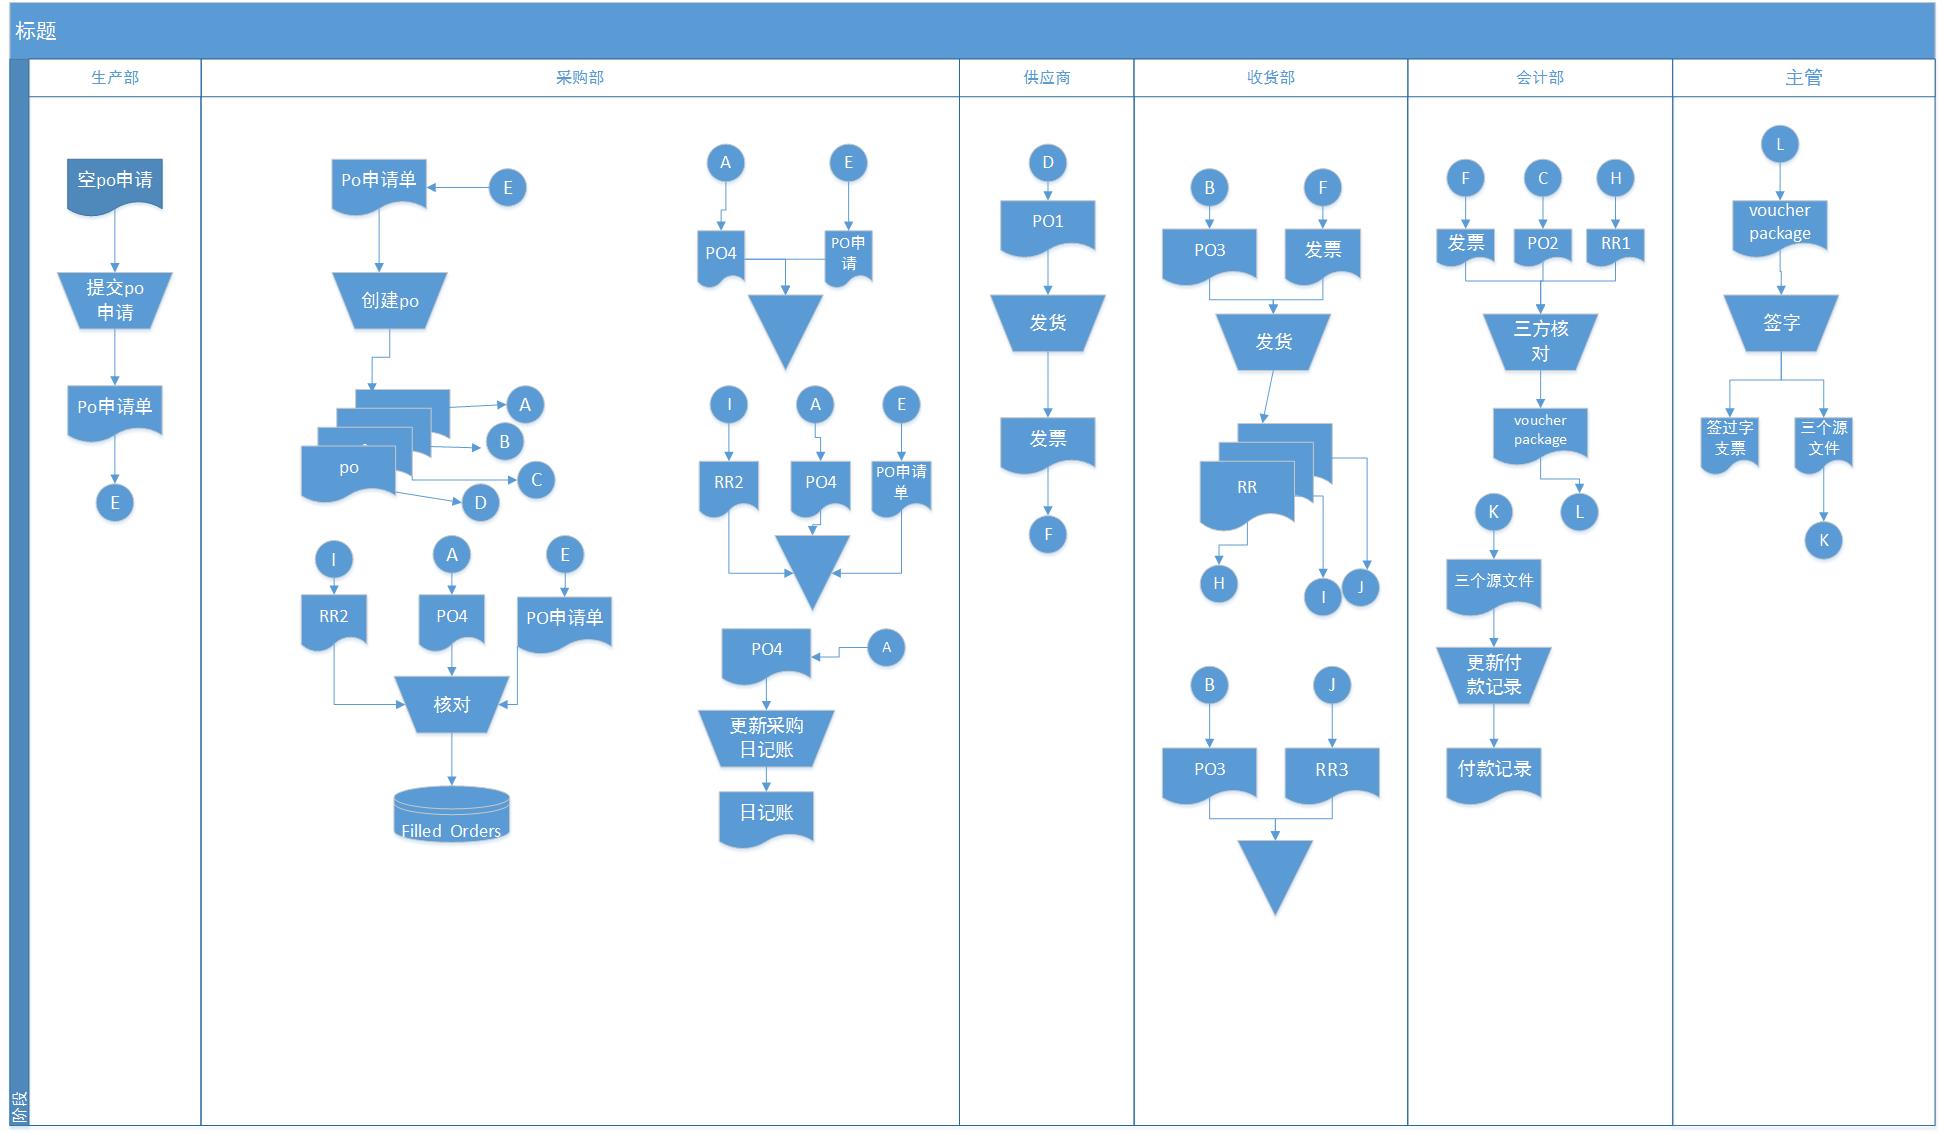 标题
生产部
采购部
供应商
收货部
会计部
主管
阶段
空po申请
提交po
申请
Po申请单
E
Po申请单
E
创建po
po
A
B
C
D
I
A
E
RR2
PO4
PO申请单
核对
Filled Orders
A
E
PO4
PO申
请
I
A
E
RR2
PO4
PO申请
单
PO4
A
更新采购
日记账
日记账
D
PO1
发货
发票
F
B
F
PO3
发票
发货
RR
H
I
J
B
J
PO3
RR3
F
C
H
发票
PO2
RR1
三方核
对
voucher
package
L
K
三个源文件
更新付
款记录
付款记录
L
voucher
package
签字
签过字
支票
三个源
文件
K